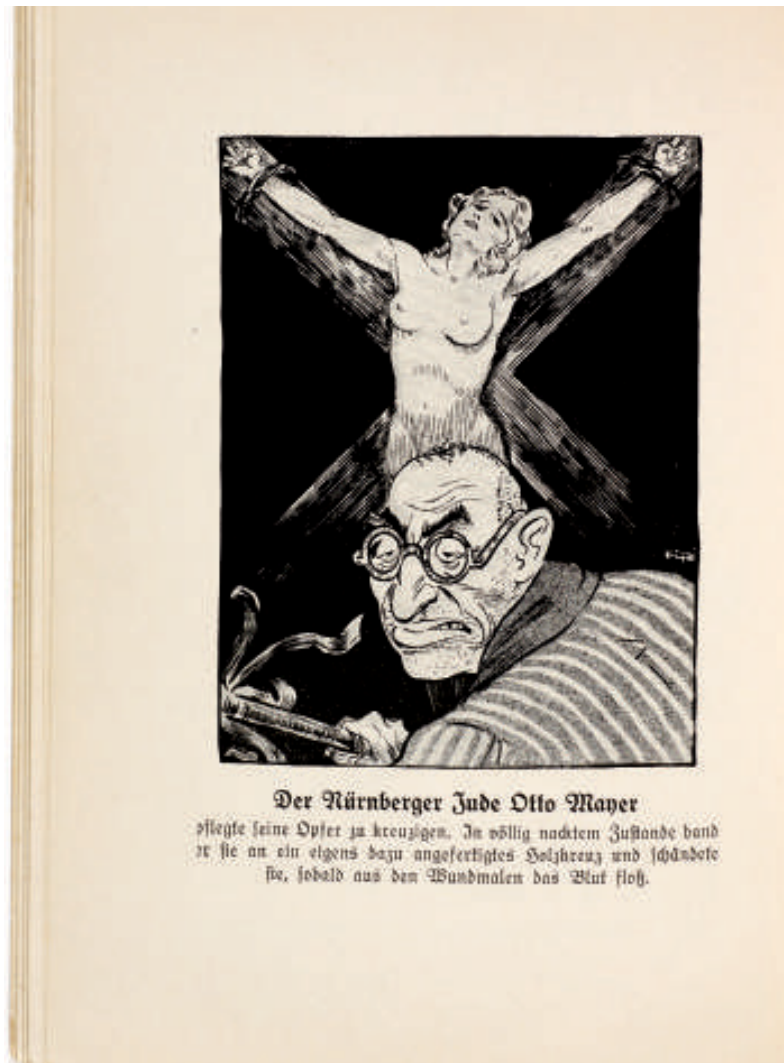 Der Nürnberger Jude Otto Mayer
pflegte seine Opfer zu kreuzigen. In völlig nacktem Zustande band
er sie an ein eigens dazu angefertigtes Holzkreuz und schändete
sie, sobald aus den Wundmalen das Blut floß.